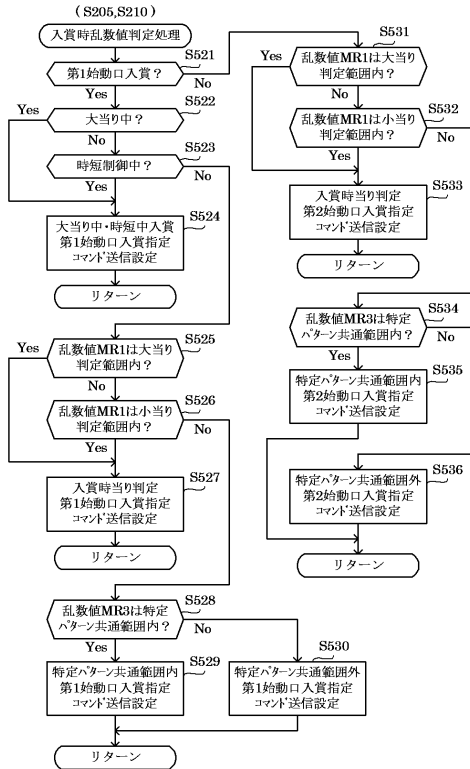 (S205,S210)
入賞時乱数値判定処理
S521
第1始動口入賞?
No
Yes
S522
Yes
大当り中?
No
S523
時短制御中?
No
Yes
S524
大当り中・時短中入賞
第1始動口入賞指定
コマンド送信設定
リターン
S525
Yes
乱数値MR1は大当り
判定範囲内?
No
S526
乱数値MR1は小当り
判定範囲内?
No
Yes
S527
入賞時当り判定
第1始動口入賞指定
コマンド送信設定
リターン
S528
乱数値MR3は特定
パターン共通範囲内?
No
Yes
S529
特定パターン共通範囲内
第1始動口入賞指定
コマンド送信設定
S530
特定パターン共通範囲外
第1始動口入賞指定
コマンド送信設定
リターン
S531
Yes
乱数値MR1は大当り
判定範囲内?
No
S532
乱数値MR1は小当り
判定範囲内?
No
Yes
S533
入賞時当り判定
第2始動口入賞指定
コマンド送信設定
リターン
S534
乱数値MR3は特定
パターン共通範囲内?
No
Yes
S535
特定パターン共通範囲内
第2始動口入賞指定
コマンド送信設定
S536
特定パターン共通範囲外
第2始動口入賞指定
コマンド送信設定
リターン